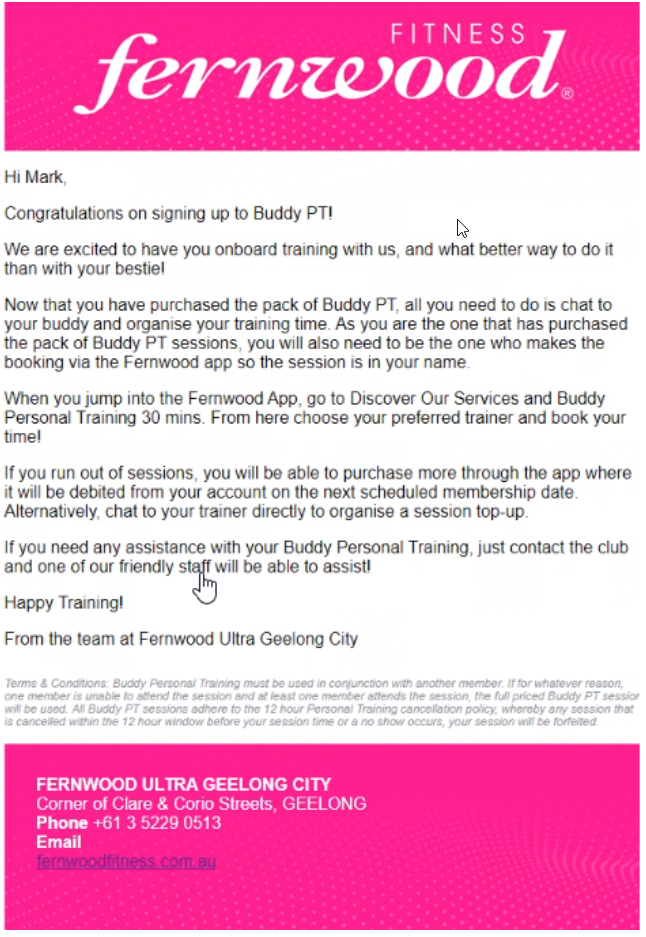 FITNESS
fernwood®
Hi Mark,
Congratulations on signing up to Buddy PT!
We are excited to have you onboard training with us, and what better way to do it
than with your bestie!
Now that you have purchased the pack of Buddy PT, all you need to do is chat to
your buddy and organise your training time. As you are the one that has purchased
the pack of Buddy PT sessions, you will also need to be the one who makes the
booking via the Fernwood app so the session is in your name.
When you jump into the Fernwood App, go to Discover Our Services and Buddy
Personal Training 30 mins. From here choose your preferred trainer and book your
time!
If you run out of sessions, you will be able to purchase more through the app where
it will be debited from your account on the next scheduled membership date.
Alternatively, chat to your trainer directly to organise a session top-up.
If you need any assistance with your Buddy Personal Training, just contact the club
and one of our friendly staff will be able to assist!
Happy Training!
From the team at Fernwood Ultra Geelong City
Terms & Conditions: Buddy Personal Training must be used in conjunction with another member. If for whatever reason,
one member is unable to attend the session and at least one member attends the session, the full priced Buddy PT session
will be used. All Buddy PT sessions adhere to the 12 hour Personal Training cancellation policy, whereby any session that
is cancelled within the 12 hour window before your session time or a no show occurs, your session will be forfeited.
FERNWOOD ULTRA GEELONG CITY
Corner of Clare & Corio Streets, GEELONG
Phone +61 3 5229 0513
Email
fernwoodfitness.com.au